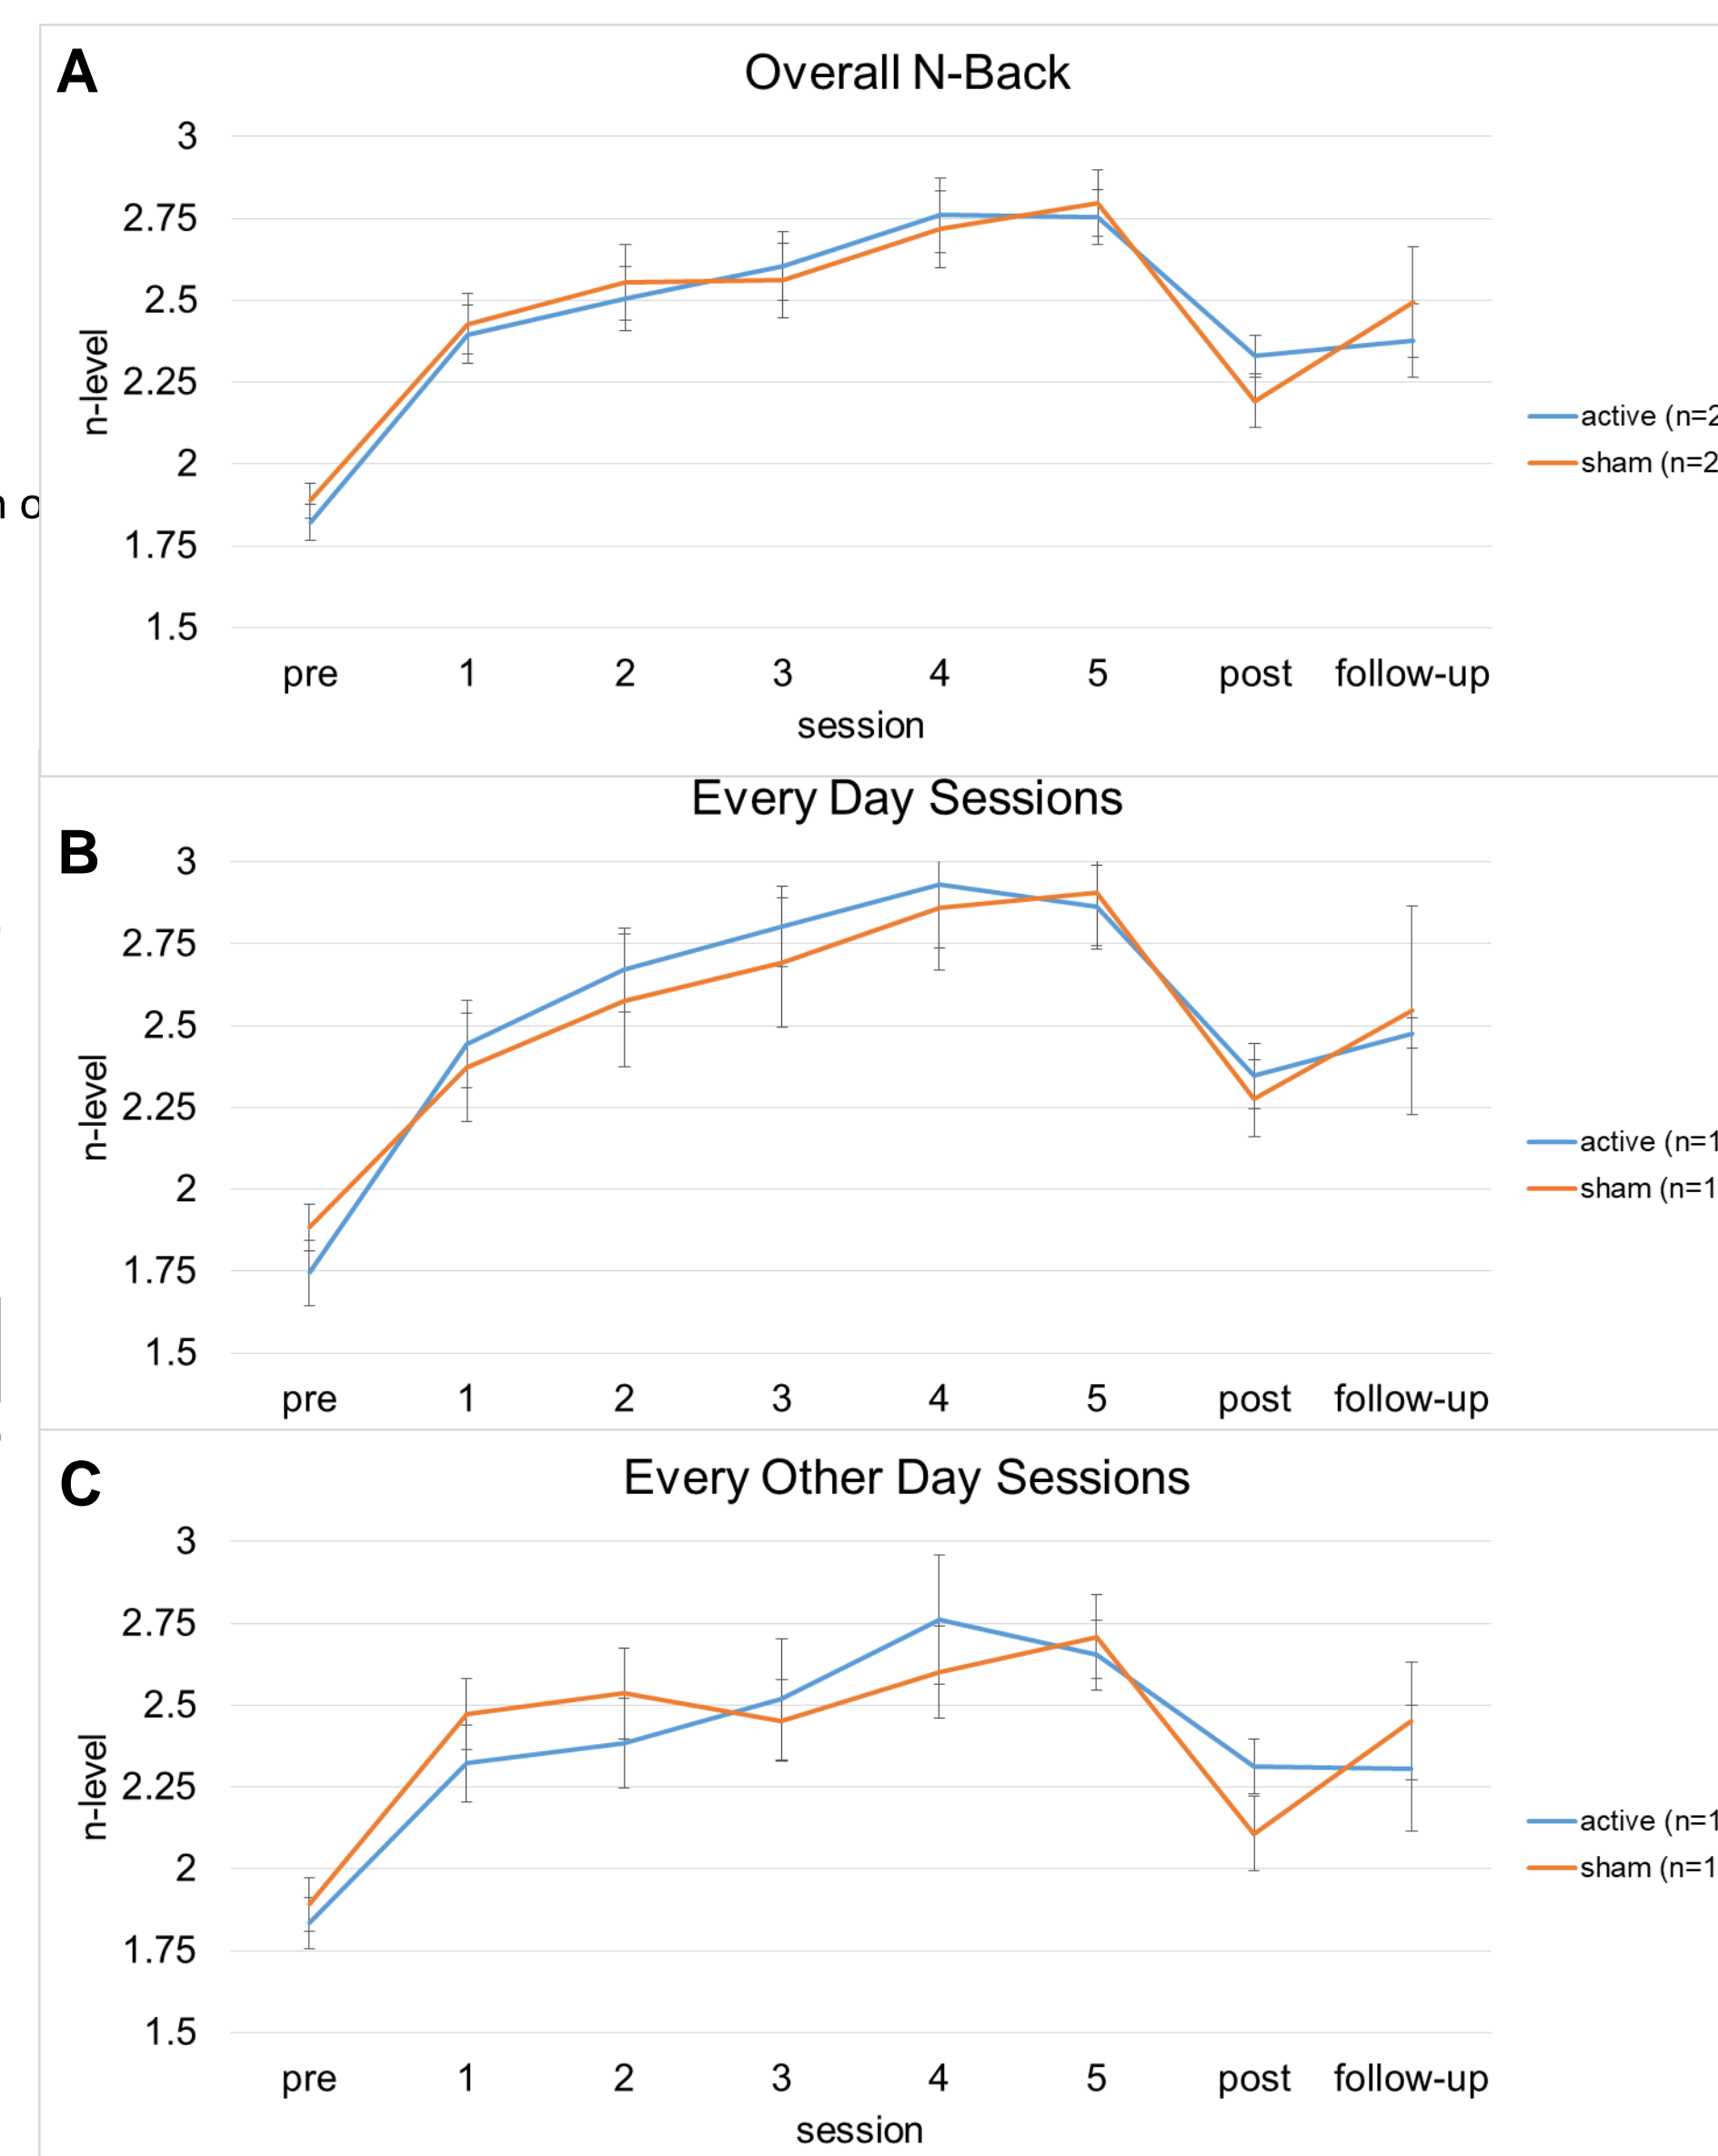 A
Overall N-Back
3
2.75
2.5
2.25
2
1.75
1.5
n-level
pre 1 2 3 4 5 post follow-up
session
active (n=2
sham (n=2
B
Every Day Sessions
3
2.75
2.5
2.25
2
1.75
1.5
n-level
pre 1 2 3 4 5 post follow-up
active (n=1
sham (n=1
C
Every Other Day Sessions
3
2.75
2.5
2.25
2
1.75
1.5
n-level
pre 1 2 3 4 5 post follow-up
session
active (n=1
sham (n=1